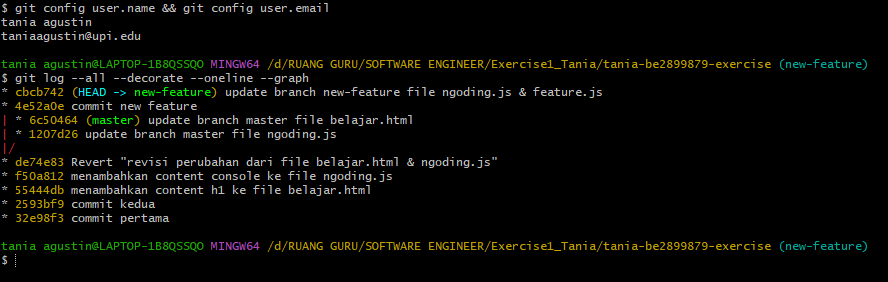 $ git config user.name && git config user.email
tania agustin
taniaagustin@upi.edu
tania agustin@LAPTOP-1B8QSSQO MINGW64 /d/RUANG GURU/SOFTWARE ENGINEER/Exercise1_Tania/tania-be2899879-exercise (new-feature)
$ git log --all --decorate --oneline --graph
* cbcb742 (HEAD -> new-feature) update branch new-feature file ngoding.js & feature.js
* 4e52a0e commit new feature
| * 6c50464 (master) update branch master file belajar.html
| * 1207d26 update branch master file ngoding.js
|/
* de74e83 Revert "revisi perubahan dari file belajar.html & ngoding.js"
* f50a812 menambahkan content console ke file ngoding.js
* 55444db menambahkan content h1 ke file belajar.html
* 2593bf9 commit kedua
* 32e98f3 commit pertama
tania agustin@LAPTOP-1B8QSSQO MINGW64 /d/RUANG GURU/SOFTWARE ENGINEER/Exercise1_Tania/tania-be2899879-exercise (new-feature)
$